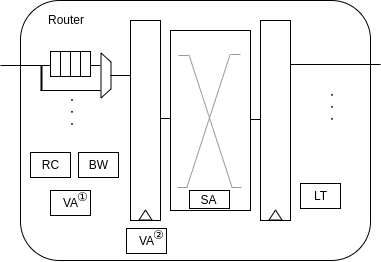 Router
RC
BW
VA①
SA
LT
VA②